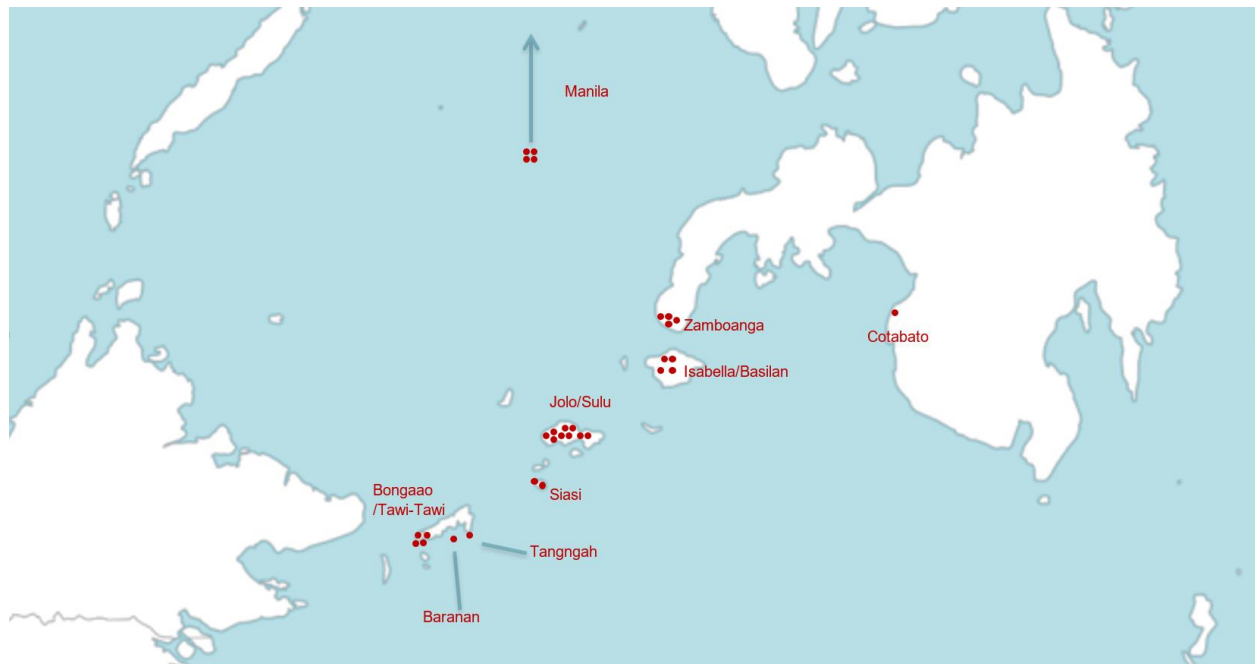 Manila
Zamboanga
Cotabato
Isabella/Basilan
Jolo/Sulu
Bongaao
/Tawi-Tawi
Siasi
Tangngah
Baranan